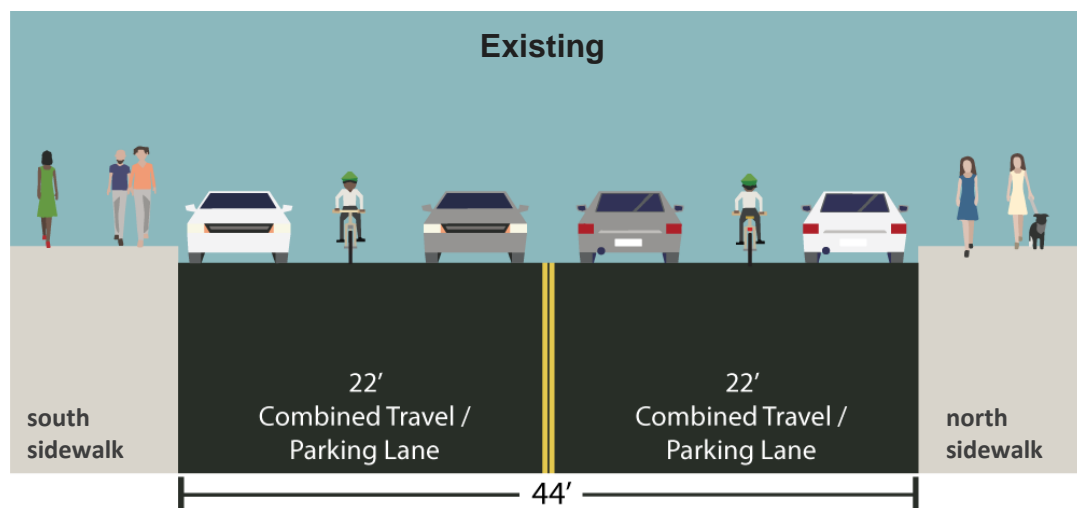 Existing
22’
Combined Travel /
Parking Lane
22’
Combined Travel /
Parking Lane
south
sidewalk
north
sidewalk
44’